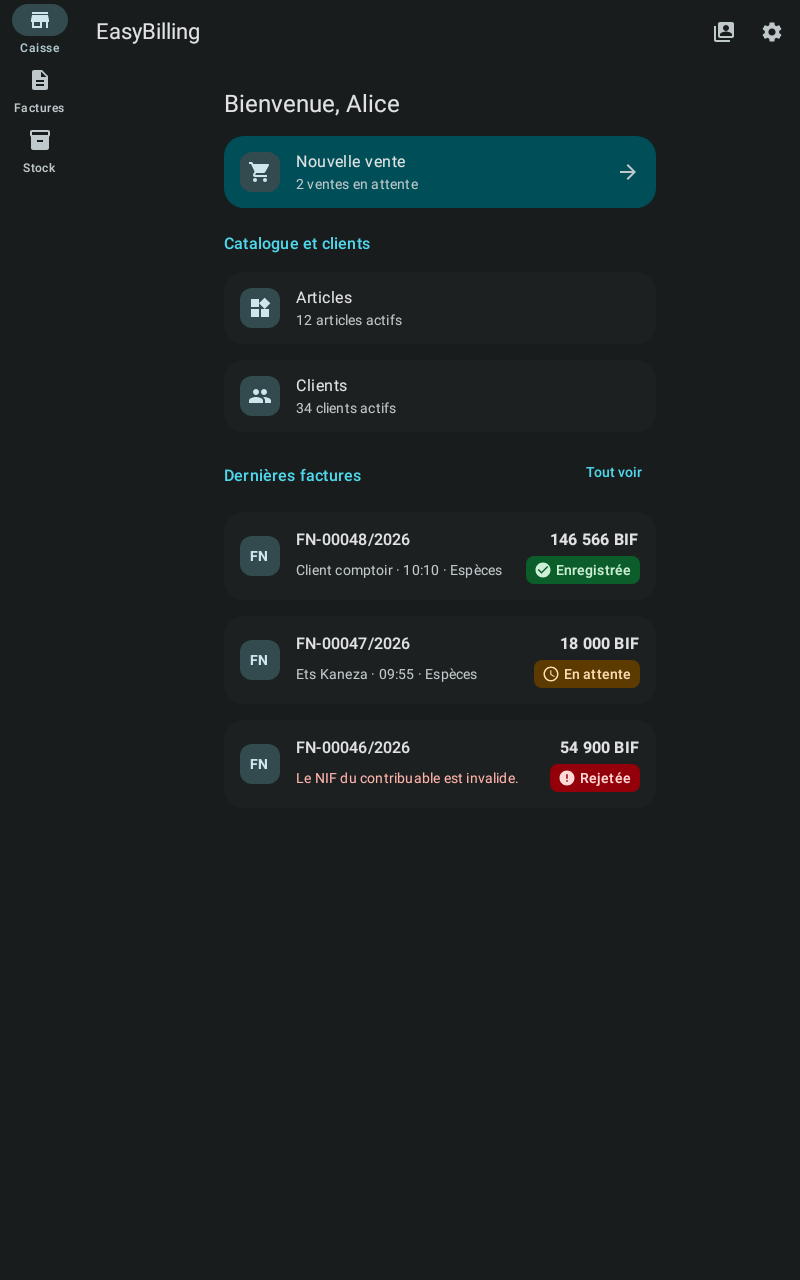 Caisse
Factures
Stock
EasyBilling
Bienvenue, Alice
Nouvelle vente
2 ventes en attente
Catalogue et clients
Articles
12 articles actifs
Clients
34 clients actifs
Dernières factures
Tout voir
FN
FN-00048/2026
146 566 BIF
Client comptoir · 10:10 · Espèces
Enregistrée
FN
FN-00047/2026
18 000 BIF
Ets Kaneza · 09:55 · Espèces
En attente
FN
FN-00046/2026
54 900 BIF
Le NIF du contribuable est invalide.
Rejetée